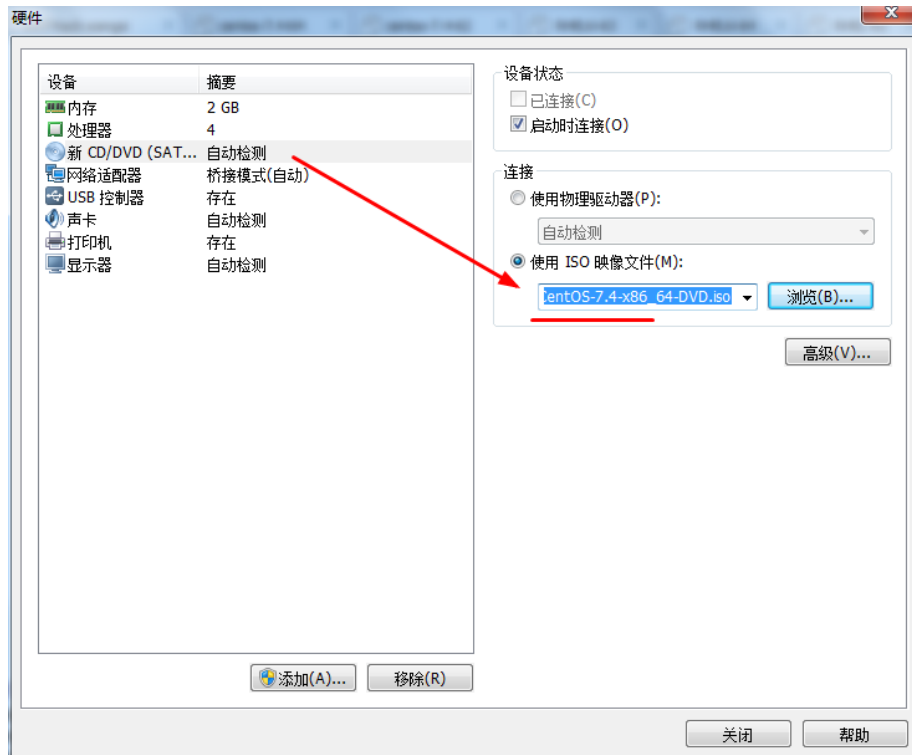 硬件
设备 摘要
内存 2 GB
处理器 4
新 CD/DVD (SAT... 自动检测
网络适配器 桥接模式(自动)
USB 控制器 存在
声卡 自动检测
打印机 存在
显示器 自动检测
添加(A)...
移除(R)
设备状态
已连接(C)
启动时连接(O)
连接
使用物理驱动器(P):
自动检测
使用 ISO 映像文件(M):
CentOS-7.4-x86_64-DVD.iso
浏览(B)...
高级(V)...
关闭
帮助